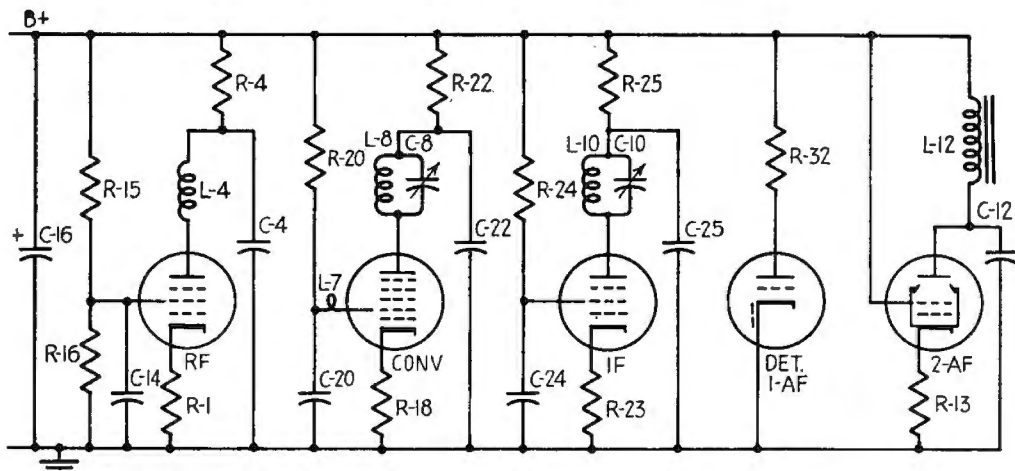 B+
R-4
R-22
R-25
L-8
C-8
L-10
C-10
R-15
R-20
L-4
R-24
R-32
L-12
+
C-16
C-4
C-22
C-25
C-12
L-7
R-16
RF
CONV
IF
DET.
1-AF
2-AF
C-14
R-1
C-20
R-18
C-24
R-23
R-13